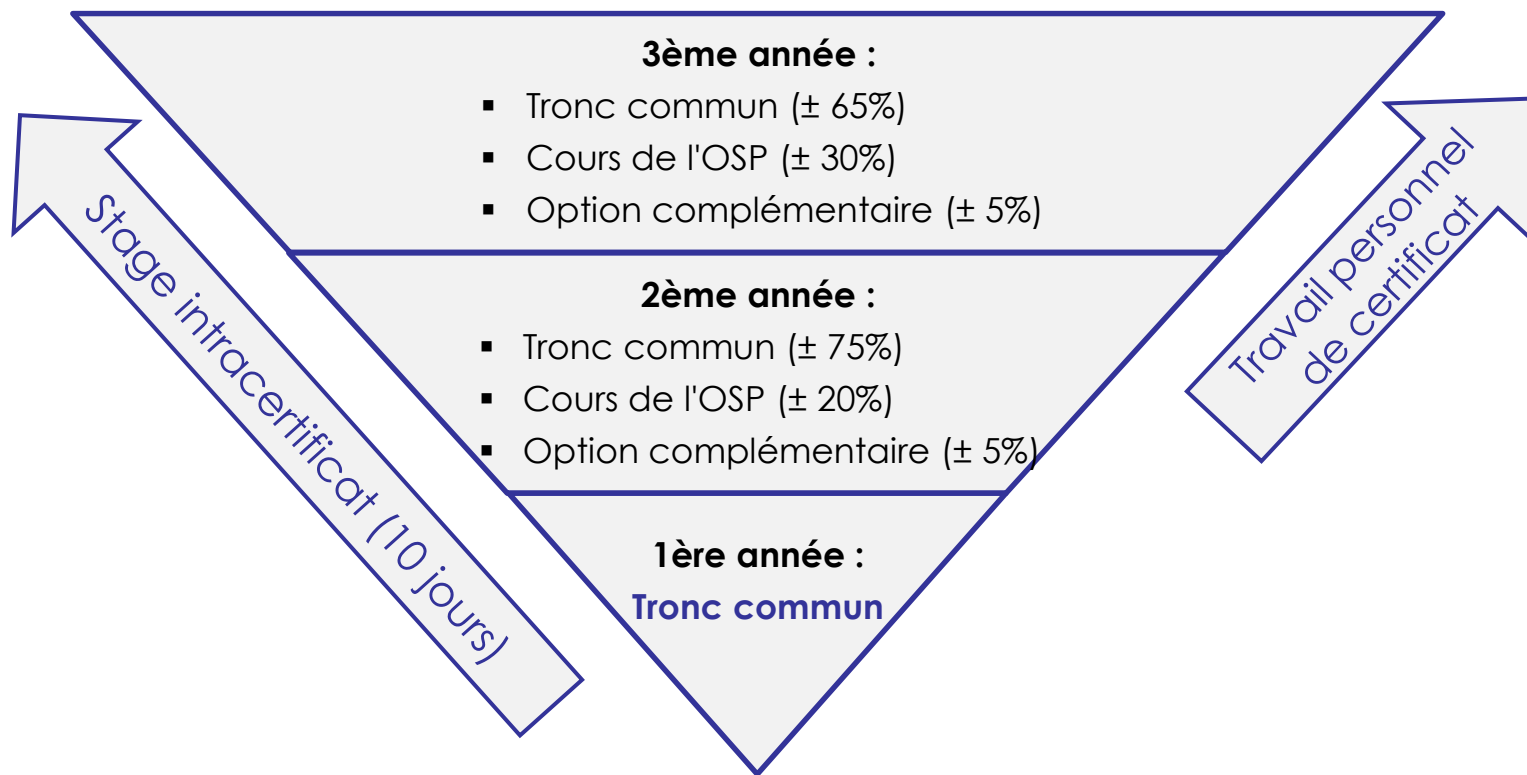 3ème année :
▪ Tronc commun (± 65%)
▪ Cours de l'OSP (± 30%)
▪ Option complémentaire (± 5%)
2ème année :
▪ Tronc commun (± 75%)
▪ Cours de l'OSP (± 20%)
▪ Option complémentaire (± 5%)
1ère année :
Tronc commun
Stage intracertificat (10 jours)
Travail personnel
de certificat